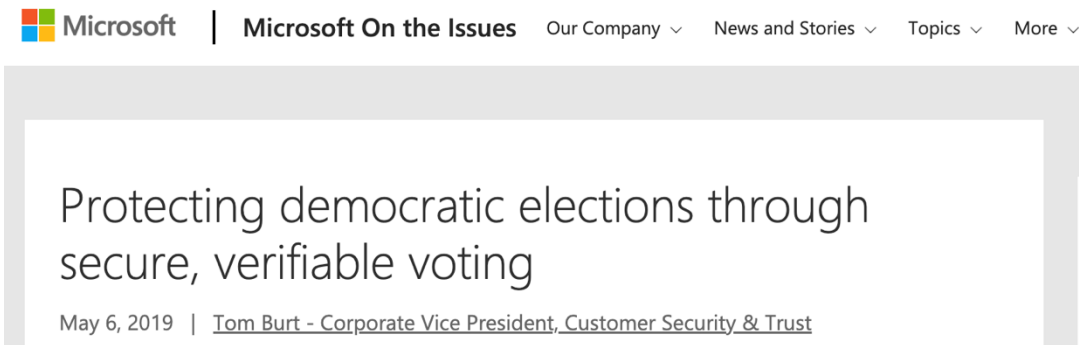 Microsoft | Microsoft On the Issues Our Company News and Stories Topics More
Protecting democratic elections through
secure, verifiable voting
May 6, 2019 | Tom Burt - Corporate Vice President, Customer Security & Trust